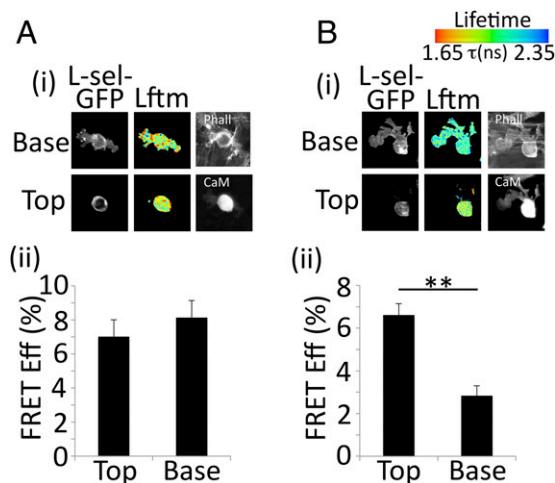 A
B
Lifetime
1.65 τ(ns) 2.35
(i)
L-sel-
GFP Lftm
Phall
Base
CaM
Top
(i)
L-sel-
GFP Lftm
Phall
Base
CaM
Top
(ii)
FRET Eff (%)
10
8
6
4
2
0
Top Base
(ii)
FRET Eff (%)
8
6
4
2
0
**
Top Base